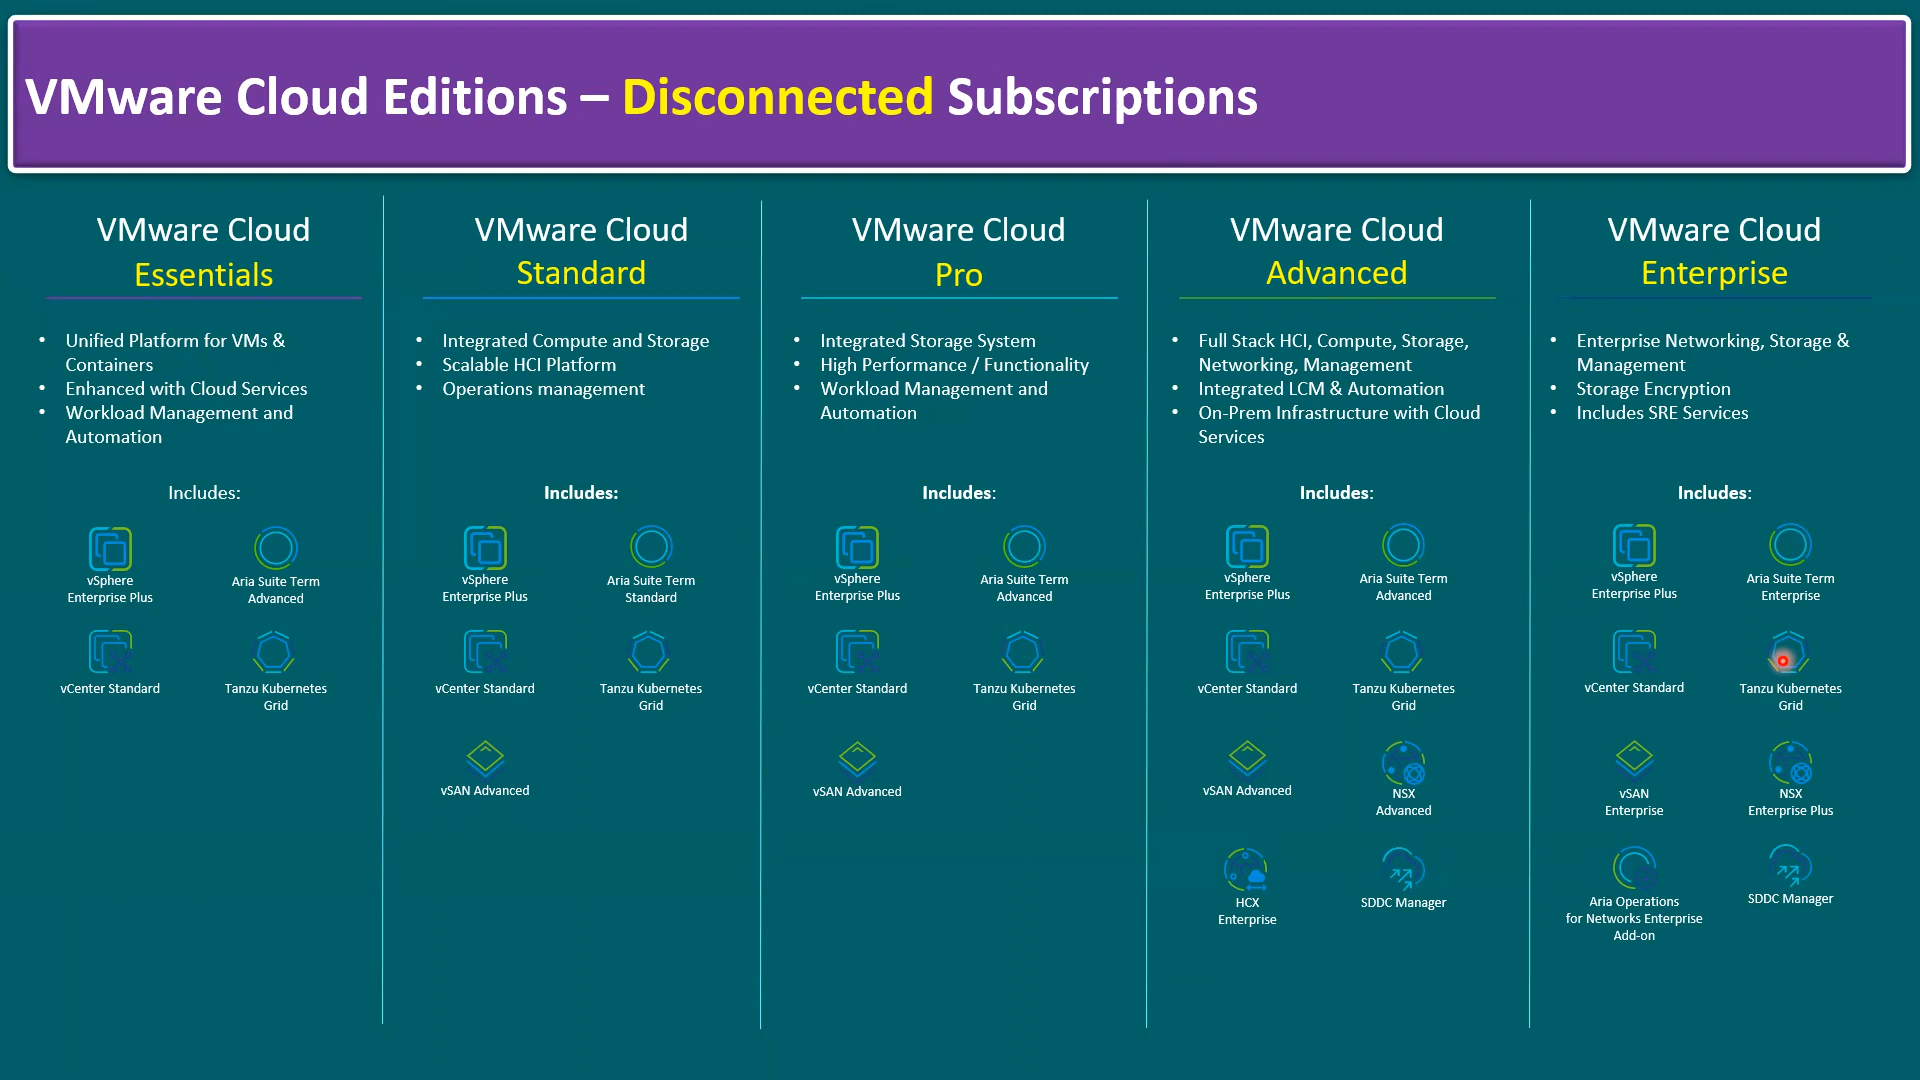 VMware Cloud Editions – Disconnected Subscriptions
VMware Cloud
Essentials
• Unified Platform for VMs &
Containers
• Enhanced with Cloud Services
• Workload Management and
Automation
Includes:
vSphere
Enterprise Plus
Aria Suite Term
Advanced
vCenter Standard
Tanzu Kubernetes
Grid
VMware Cloud
Standard
• Integrated Compute and Storage
• Scalable HCI Platform
• Operations management
Includes:
vSphere
Enterprise Plus
Aria Suite Term
Standard
vCenter Standard
Tanzu Kubernetes
Grid
vSAN Advanced
VMware Cloud
Pro
• Integrated Storage System
• High Performance / Functionality
• Workload Management and
Automation
Includes:
vSphere
Enterprise Plus
Aria Suite Term
Advanced
vCenter Standard
Tanzu Kubernetes
Grid
vSAN Advanced
VMware Cloud
Advanced
• Full Stack HCI, Compute, Storage,
Networking, Management
• Integrated LCM & Automation
• On-Prem Infrastructure with Cloud
Services
Includes:
vSphere
Enterprise Plus
Aria Suite Term
Advanced
vCenter Standard
Tanzu Kubernetes
Grid
vSAN Advanced
NSX
Advanced
HCX
Enterprise
SDDC Manager
VMware Cloud
Enterprise
• Enterprise Networking, Storage &
Management
• Storage Encryption
• Includes SRE Services
Includes:
vSphere
Enterprise Plus
Aria Suite Term
Enterprise
vCenter Standard
Tanzu Kubernetes
Grid
vSAN
Enterprise
NSX
Enterprise Plus
Aria Operations
for Networks Enterprise
Add-on
SDDC Manager